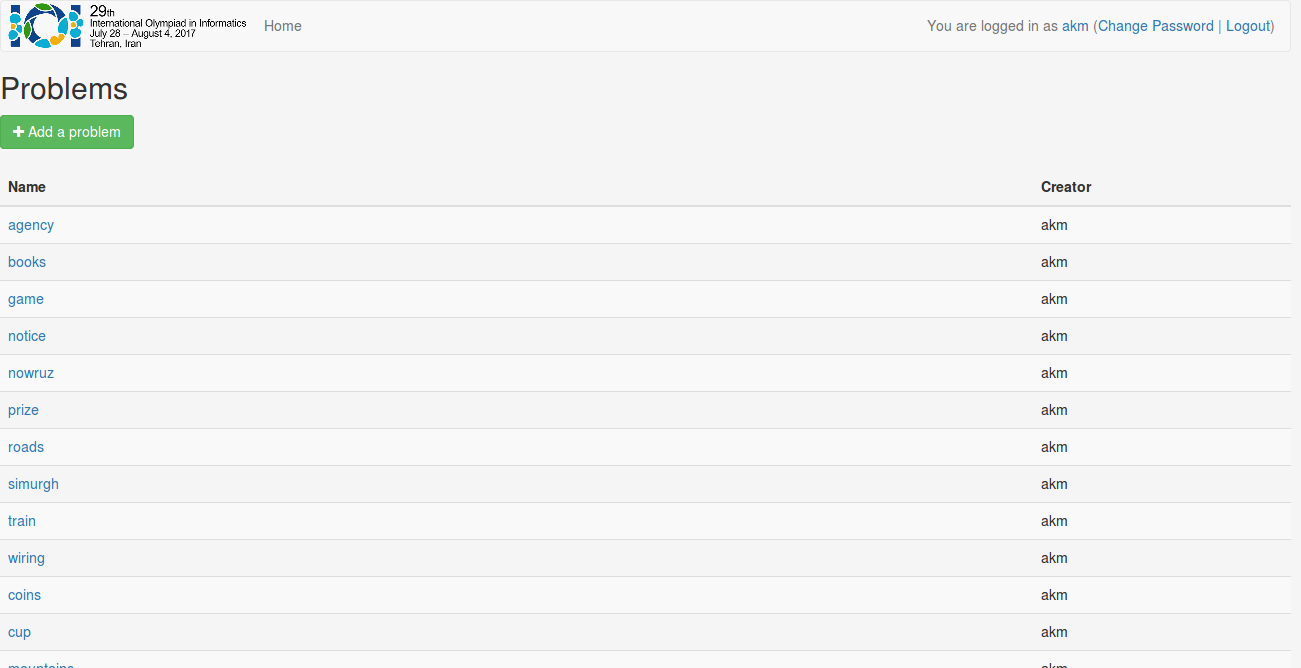 29th
International Olympiad in Informatics
July 28 – August 4, 2017
Tehran, Iran
Home
You are logged in as akm (Change Password | Logout)
Problems
+ Add a problem
Name Creator
agency akm
books akm
game akm
notice akm
nowruz akm
prize akm
roads akm
simurgh akm
train akm
wiring akm
coins akm
cup akm
mountains akm